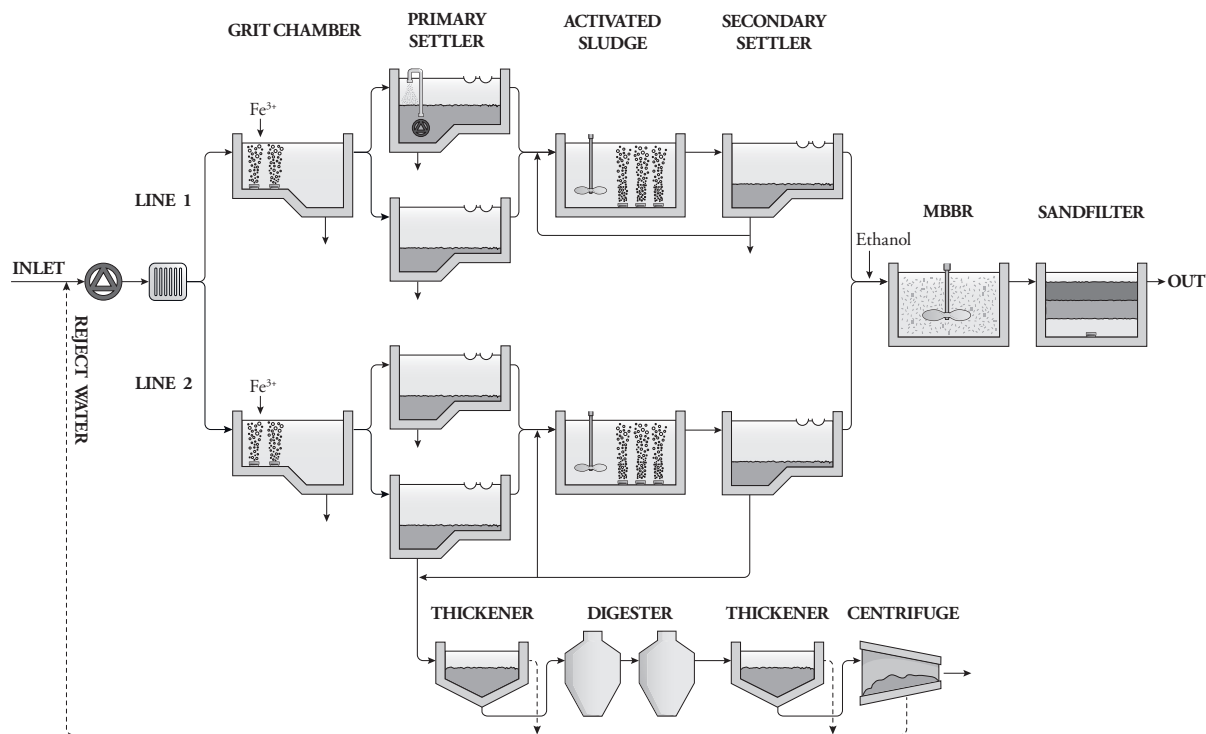 GRIT CHAMBER
PRIMARY
SETTLER
ACTIVATED
SLUDGE
SECONDARY
SETTLER
Fe³⁺
LINE 1
MBBR
SANDFILTER
Ethanol
INLET
OUT
REJECT WATER
LINE 2
Fe³⁺
THICKENER
DIGESTER
THICKENER
CENTRIFUGE